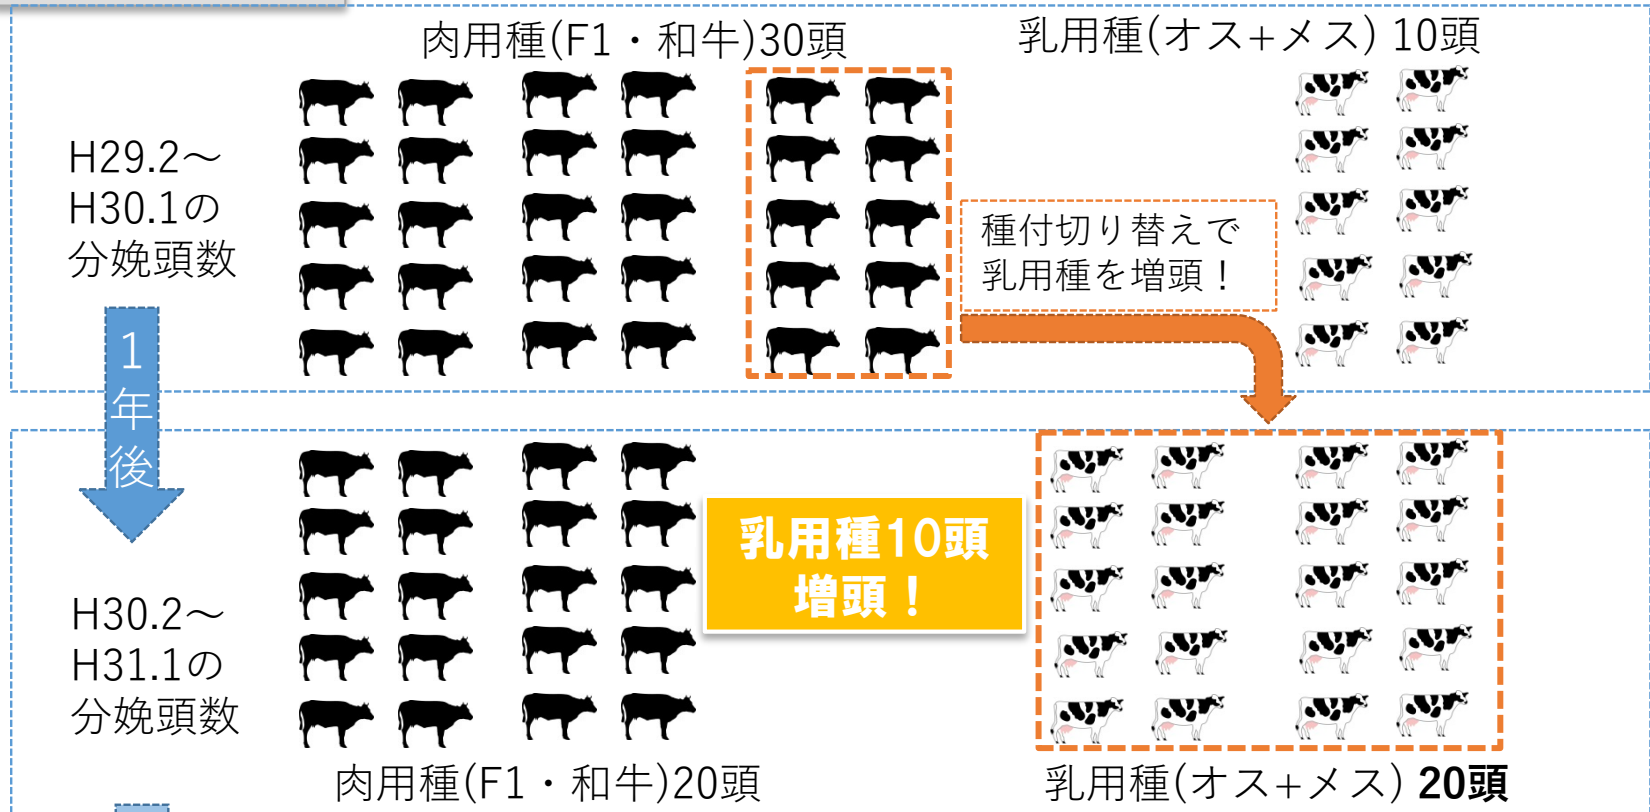 肉用種(F1・和牛)30頭
乳用種(オス+メス) 10頭
H29.2～
H30.1の
分娩頭数
種付切り替えで
乳用種を増頭！
1
年
後
乳用種10頭
増頭！
H30.2～
H31.1の
分娩頭数
肉用種(F1・和牛)20頭
乳用種(オス+メス) 20頭